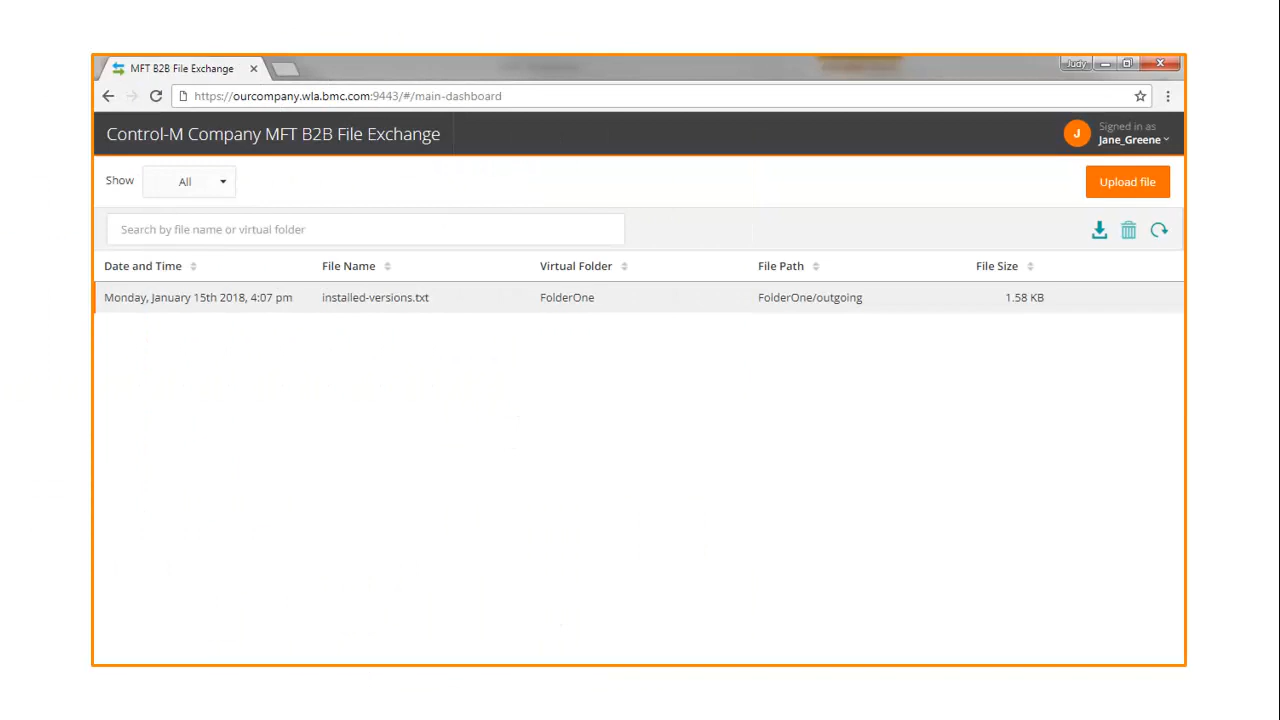 MFT B2B File Exchange
Judy
https://ourcompany.wla.bmc.com:9443/#/main-dashboard
Control-M Company MFT B2B File Exchange
J
Signed in as
Jane_Greene
Show
All
Upload file
Search by file name or virtual folder
Date and Time File Name Virtual Folder File Path File Size
Monday, January 15th 2018, 4:07 pm installed-versions.txt FolderOne FolderOne/outgoing 1.58 KB